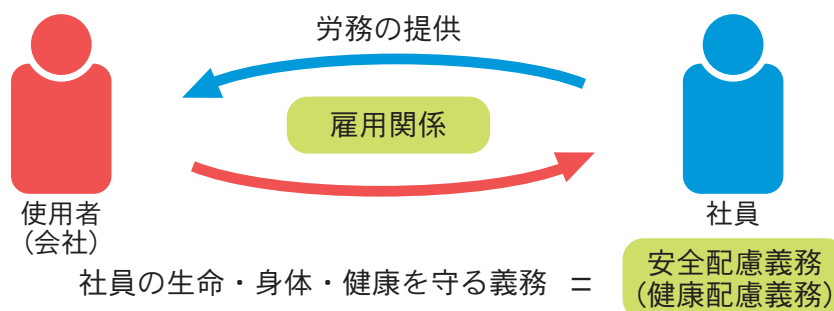 労務の提供
雇用関係
使用者
(会社)
社員
社員の生命・身体・健康を守る義務 =
安全配慮義務
(健康配慮義務)